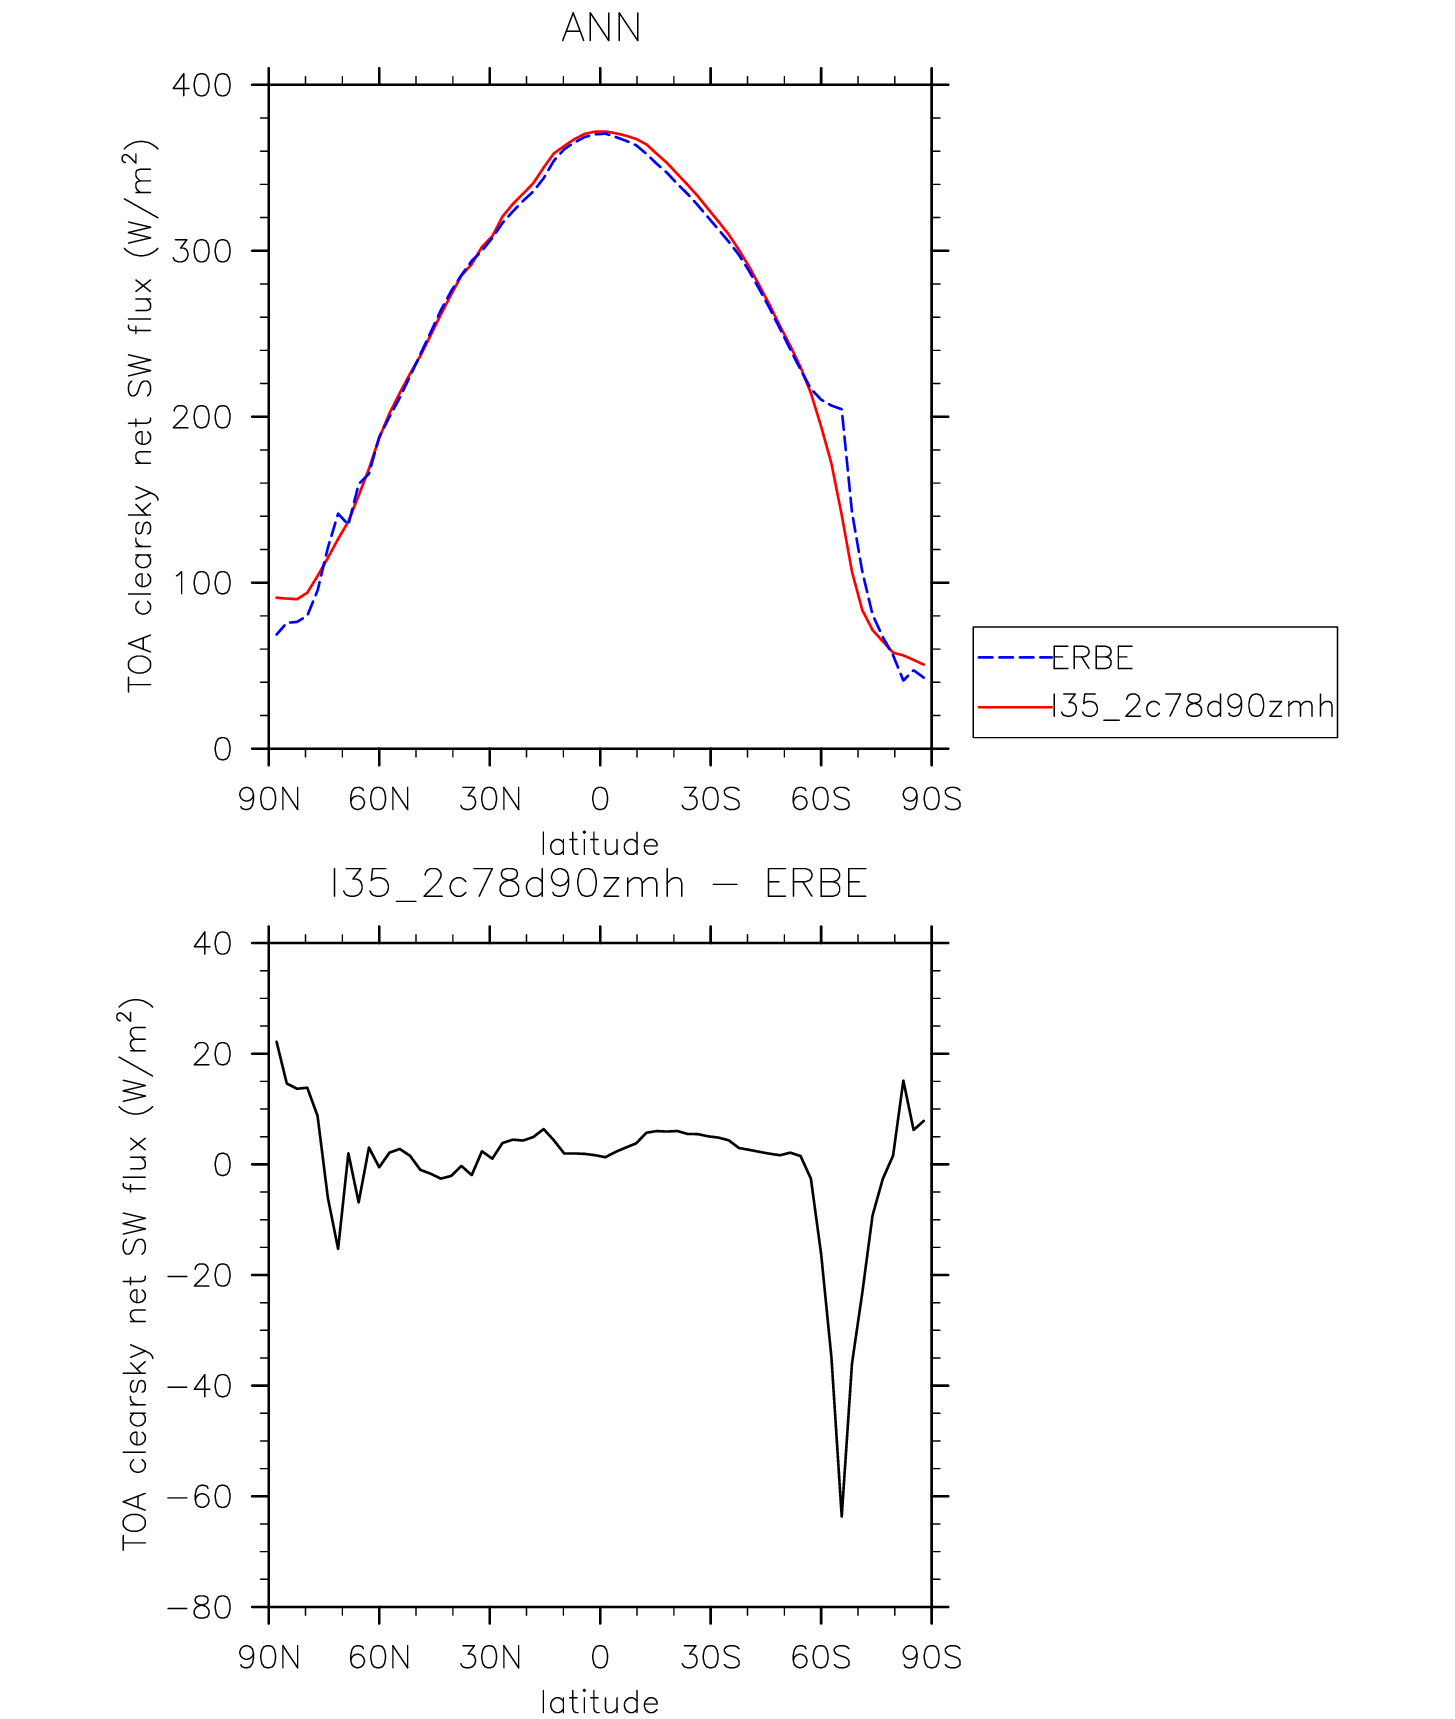 ANN
TOA clearsky net SW flux (W/m²)
400
300
200
100
0
90N 60N 30N 0 30S 60S 90S
latitude
ERBE
I35_2c78d90zmh
I35_2c78d90zmh − ERBE
TOA clearsky net SW flux (W/m²)
40
20
0
−20
−40
−60
−80
90N 60N 30N 0 30S 60S 90S
latitude